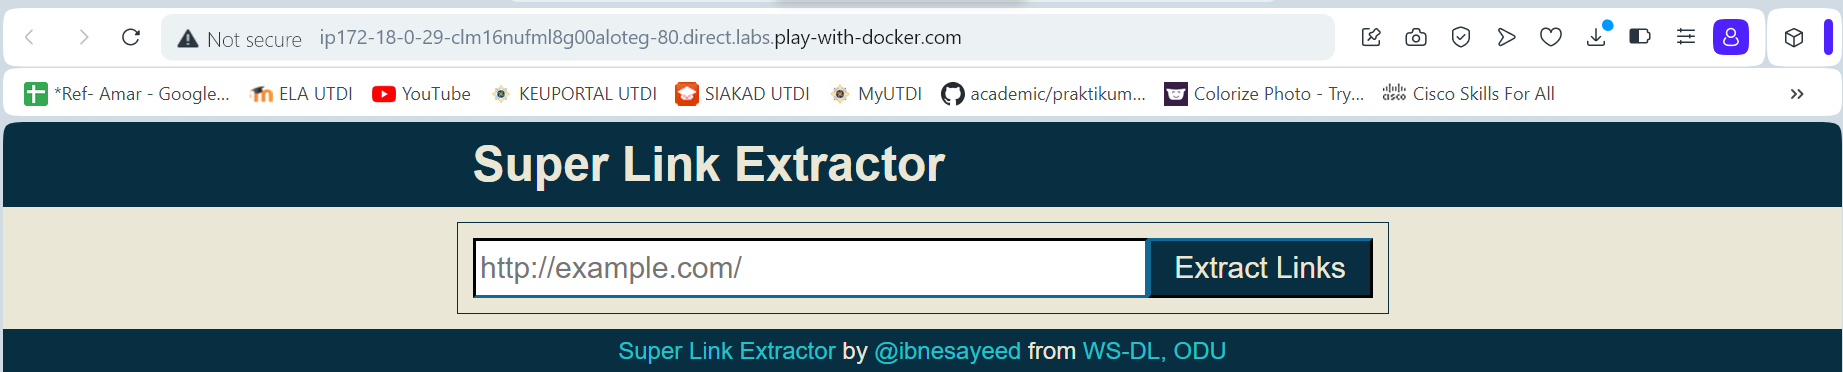 Not secure ip172-18-0-29-clm16nufml8g00aloteg-80.direct.labs.play-with-docker.com
*Ref- Amar - Google... ELA UTDI YouTube KEUPORTAL UTDI SIAKAD UTDI MyUTDI academic/praktikum... Colorize Photo - Try... cisco Cisco Skills For All
Super Link Extractor
http://example.com/ Extract Links
Super Link Extractor by @ibnesayeed from WS-DL, ODU